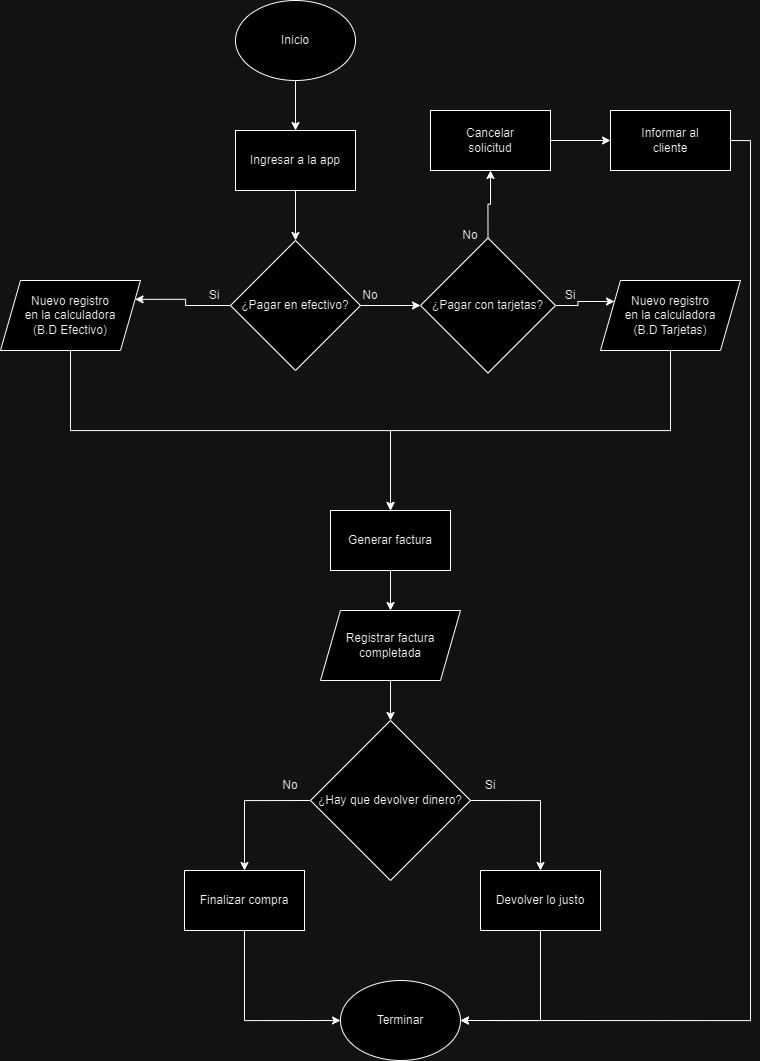 Inicio
Ingresar a la app
Cancelar
solicitud
Informar al
cliente
No
Nuevo registro
en la calculadora
(B.D Efectivo)
Si
¿Pagar en efectivo?
No
¿Pagar con tarjetas?
Si
Nuevo registro
en la calculadora
(B.D Tarjetas)
Generar factura
Registrar factura
completada
No
¿Hay que devolver dinero?
Si
Finalizar compra
Devolver lo justo
Terminar